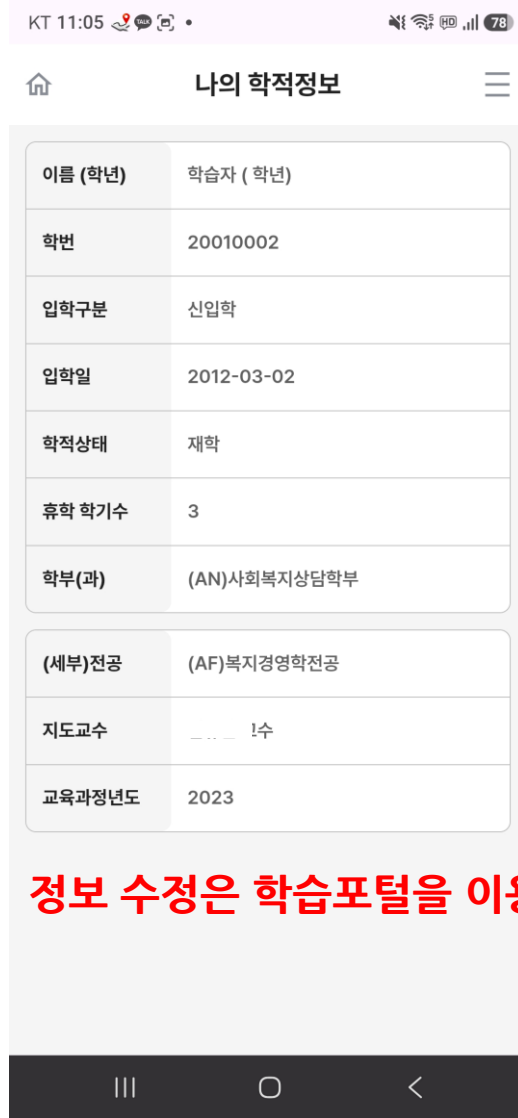 KT 11:05
78
나의 학적정보
이름 (학년) 학습자 ( 학년)
학번 20010002
입학구분 신입학
입학일 2012-03-02
학적상태 재학
휴학 학기수 3
학부(과) (AN)사회복지상담학부
(세부)전공 (AF)복지경영학전공
지도교수
교육과정년도 2023
정보 수정은 학습포털을